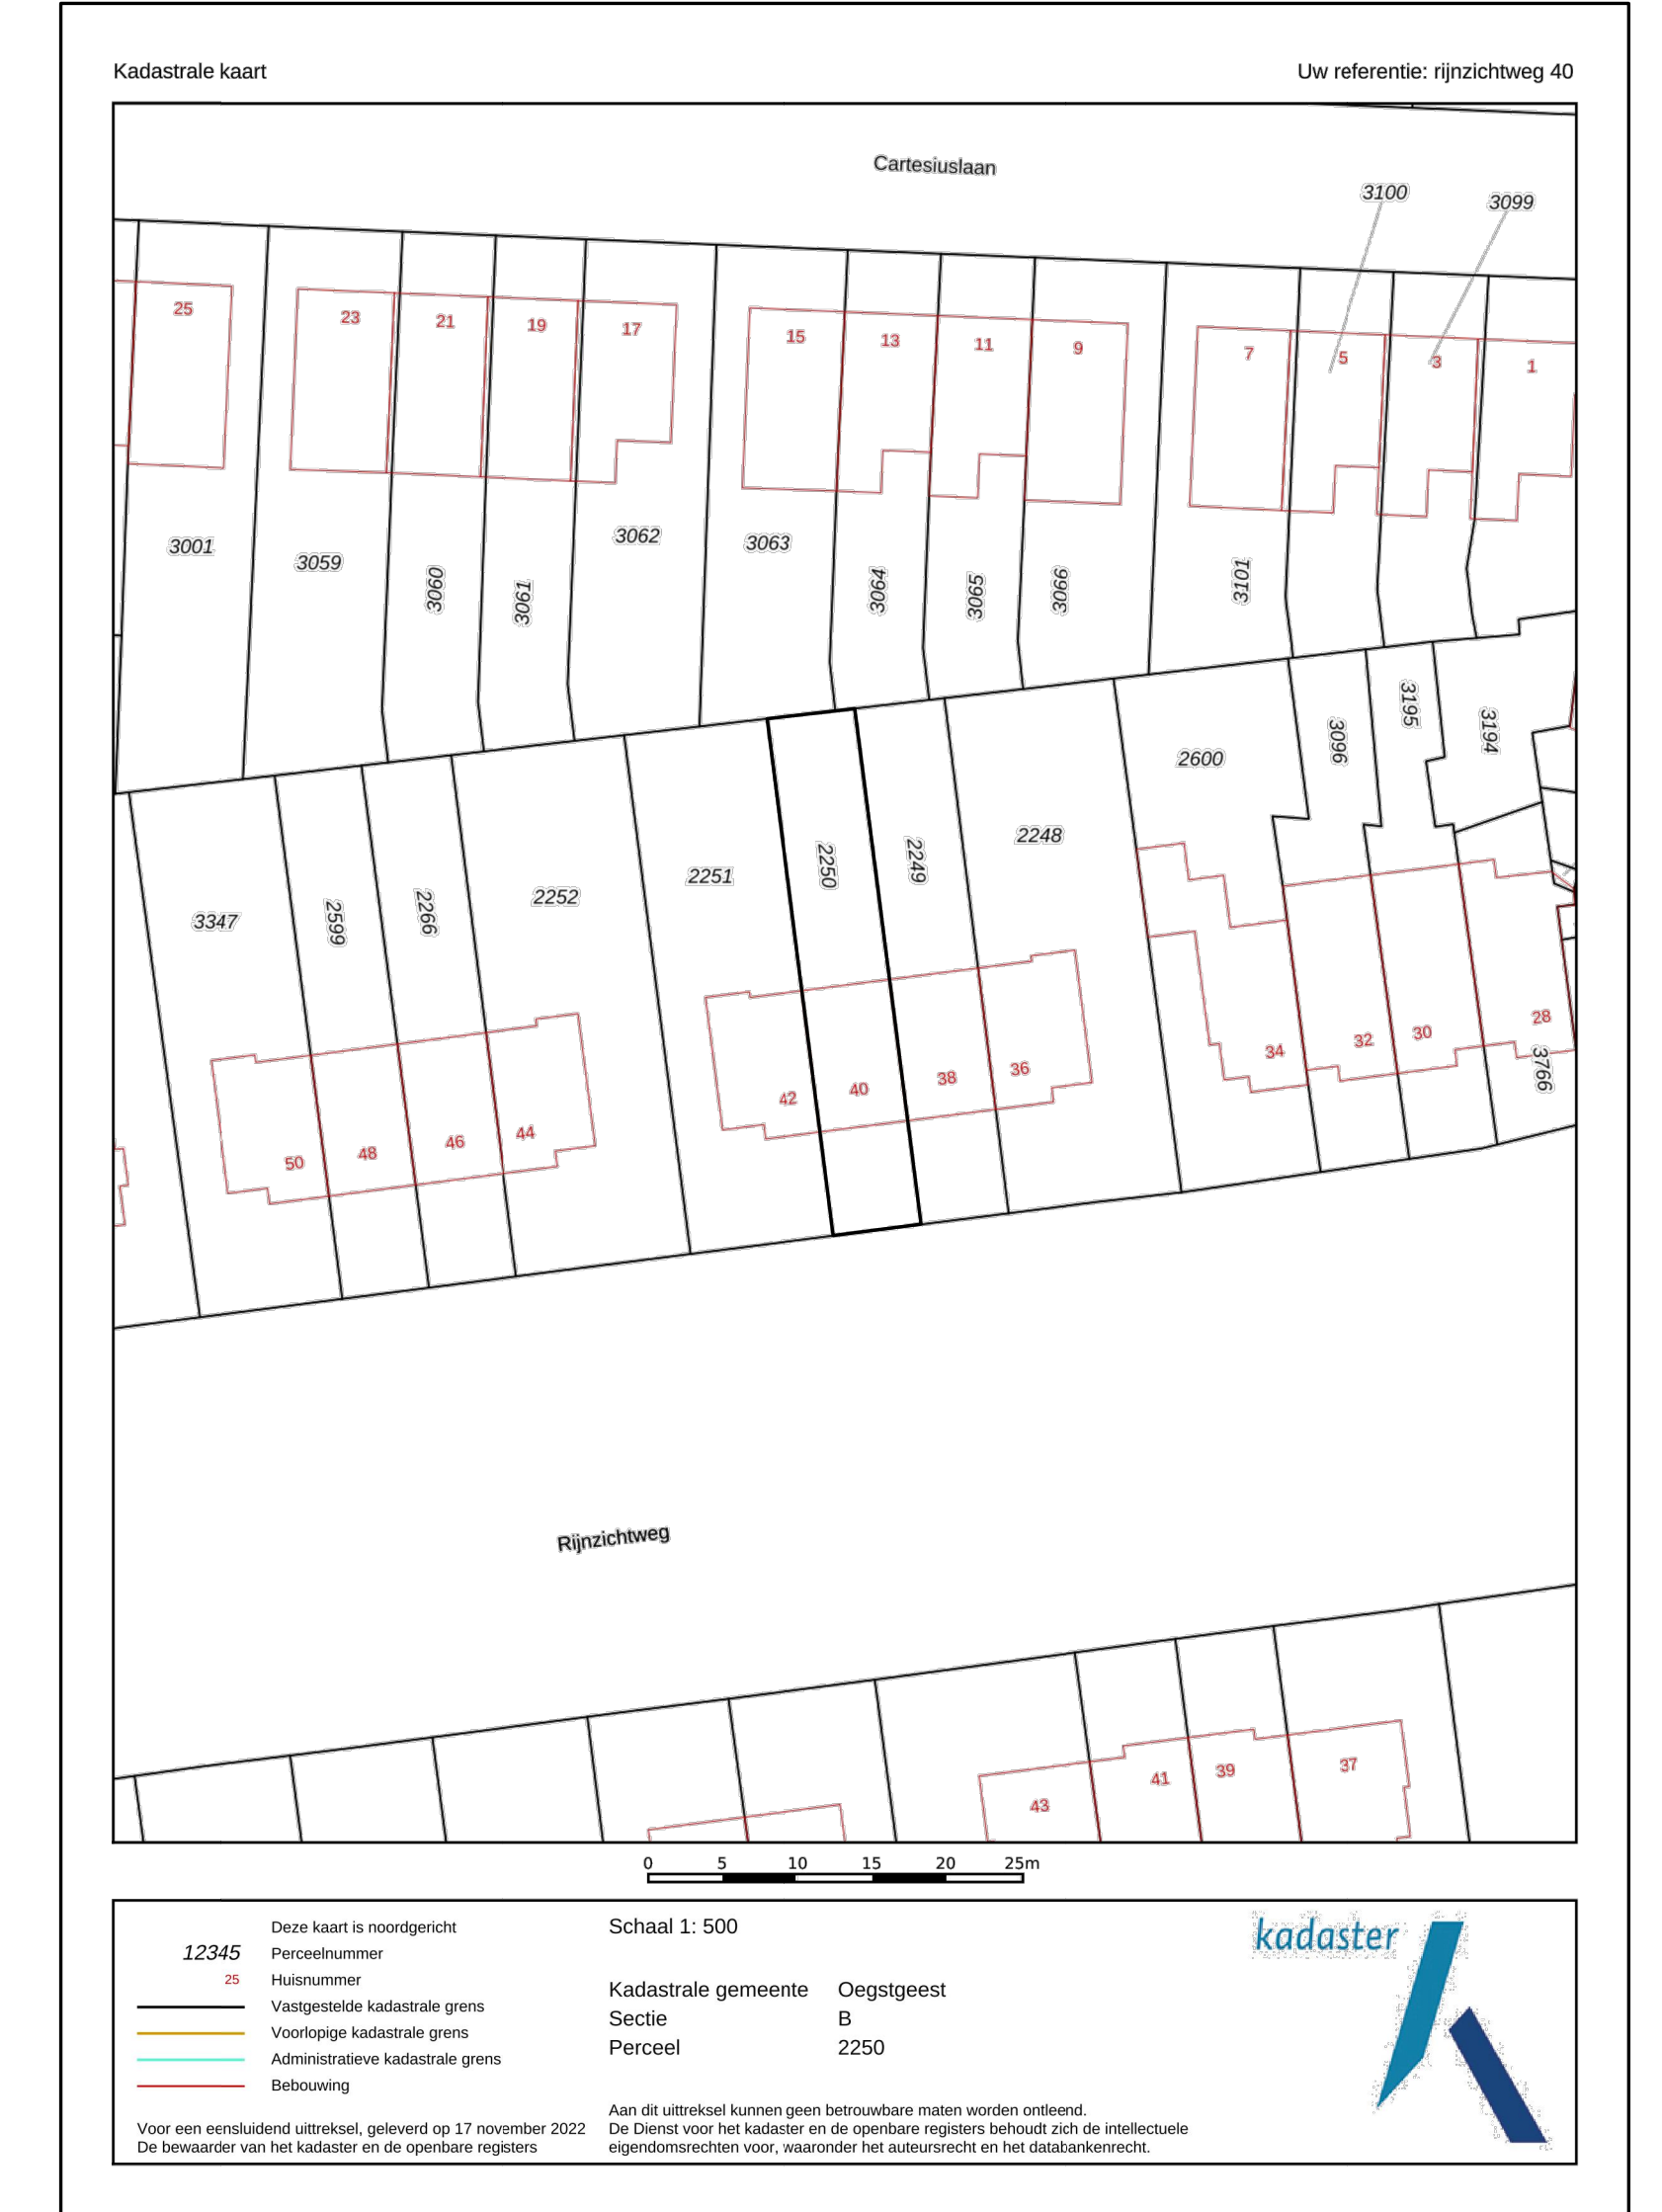 Kadastrale kaart
Uw referentie: rijnzichtweg 40
Cartesiuslaan
3100
3099
25
23
21
19
17
15
13
11
9
7
5
3
1
3001
3059
3060
3061
3062
3063
3064
3065
3066
3101
3195
3194
3096
2600
3347
2599
2266
2252
2251
2250
2249
2248
50
48
46
44
42
40
38
36
34
32
30
28
3766
Rijnzichtweg
43
41
39
37
0 5 10 15 20 25m
Deze kaart is noordgericht
12345 Perceelnummer
25 Huisnummer
Vastgestelde kadastrale grens
Voorlopige kadastrale grens
Administratieve kadastrale grens
Bebouwing
Voor een eensluidend uittreksel, geleverd op 17 november 2022
De bewaarder van het kadaster en de openbare registers
Schaal 1: 500
Kadastrale gemeente Oegstgeest
Sectie B
Perceel 2250
Aan dit uittreksel kunnen geen betrouwbare maten worden ontleend.
De Dienst voor het kadaster en de openbare registers behoudt zich de intellectuele
eigendomsrechten voor, waaronder het auteursrecht en het databankenrecht.
kadaster